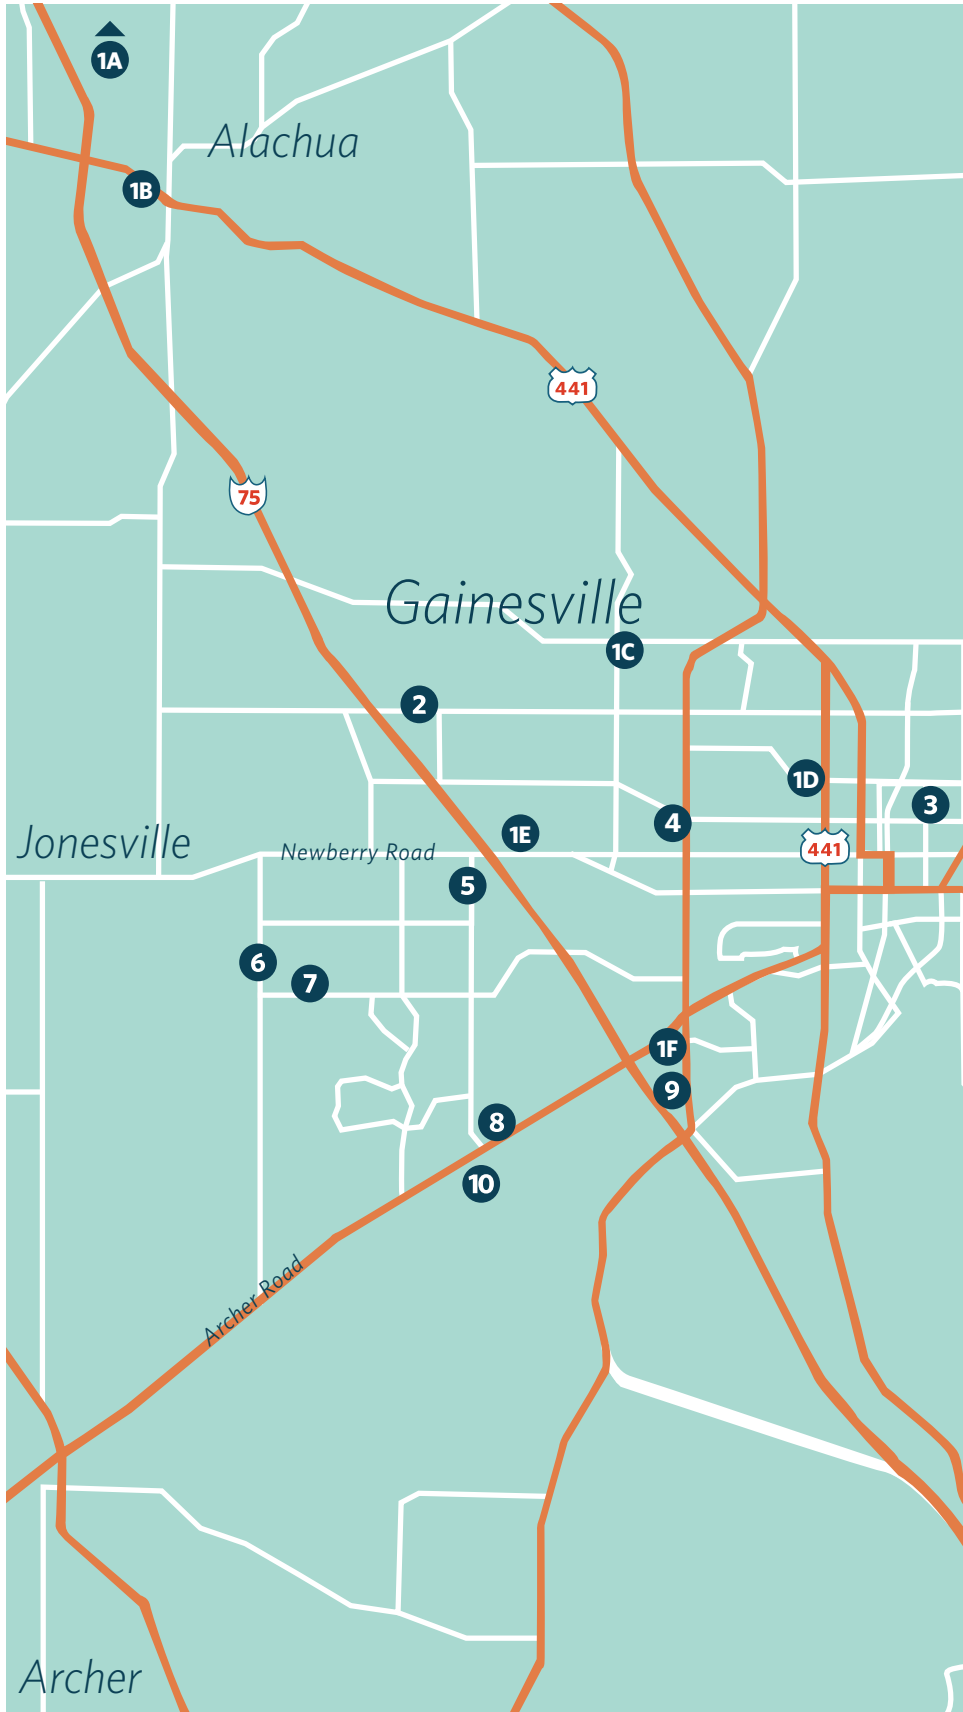 1A
Alachua
1B
441
75
Gainesville
1C
2
1D
3
4
1E
Jonesville
Newberry Road
441
5
6
7
1F
9
8
10
Archer Road
Archer